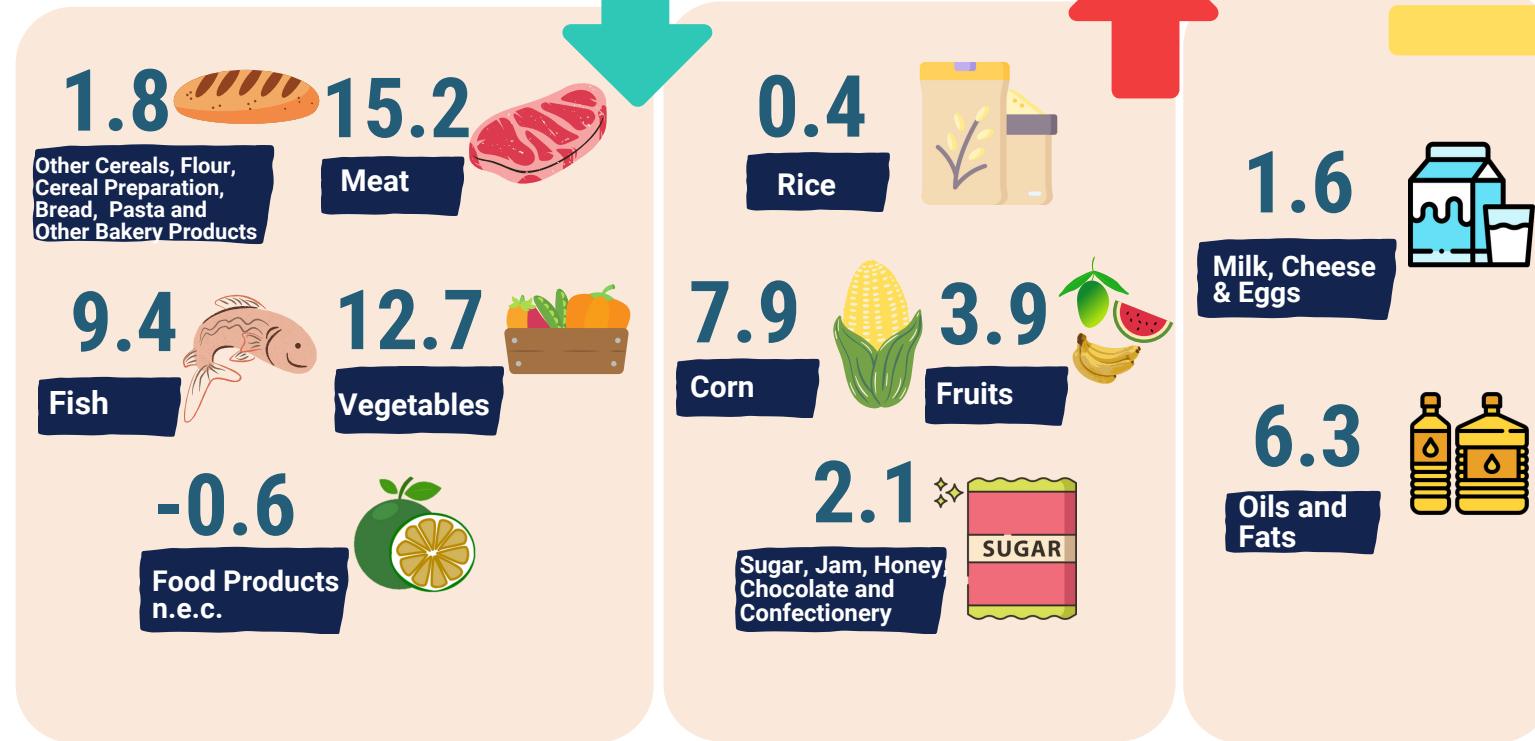 1.8
Other Cereals, Flour,
Cereal Preparation,
Bread, Pasta and
Other Bakery Products
15.2
Meat
9.4
Fish
12.7
Vegetables
-0.6
Food Products
n.e.c.
0.4
Rice
7.9
Corn
3.9
Fruits
2.1
Sugar, Jam, Honey,
Chocolate and
Confectionery
SUGAR
1.6
Milk, Cheese
& Eggs
6.3
Oils and
Fats